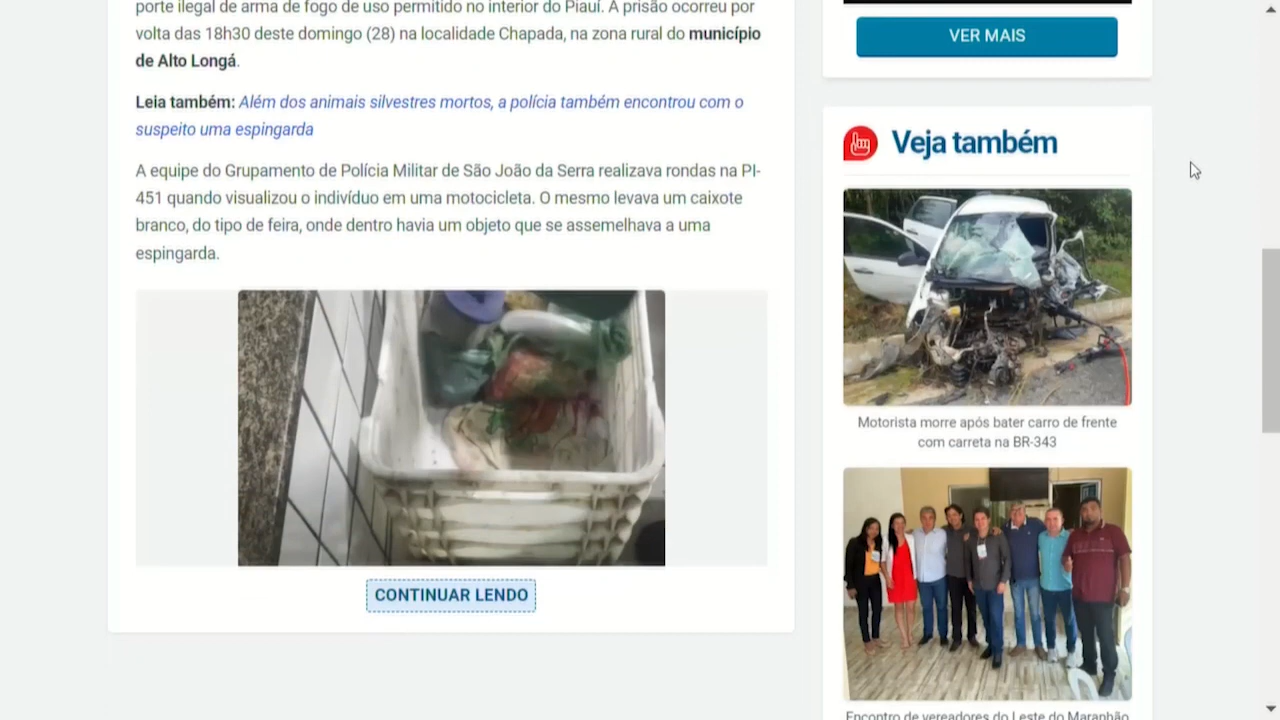 porte ilegal de arma de fogo de uso permitido no interior do Piauí. A prisão ocorreu por
volta das 18h30 deste domingo (28) na localidade Chapada, na zona rural do município
de Alto Longá.
Leia também: Além dos animais silvestres mortos, a polícia também encontrou com o
suspeito uma espingarda
A equipe do Grupamento de Polícia Militar de São João da Serra realizava rondas na PI-
451 quando visualizou o indivíduo em uma motocicleta. O mesmo levava um caixote
branco, do tipo de feira, onde dentro havia um objeto que se assemelhava a uma
espingarda.
CONTINUAR LENDO
VER MAIS
Veja também
Motorista morre após bater carro de frente
com carreta na BR-343
Encontro de vereadores do Leste do Maranhão